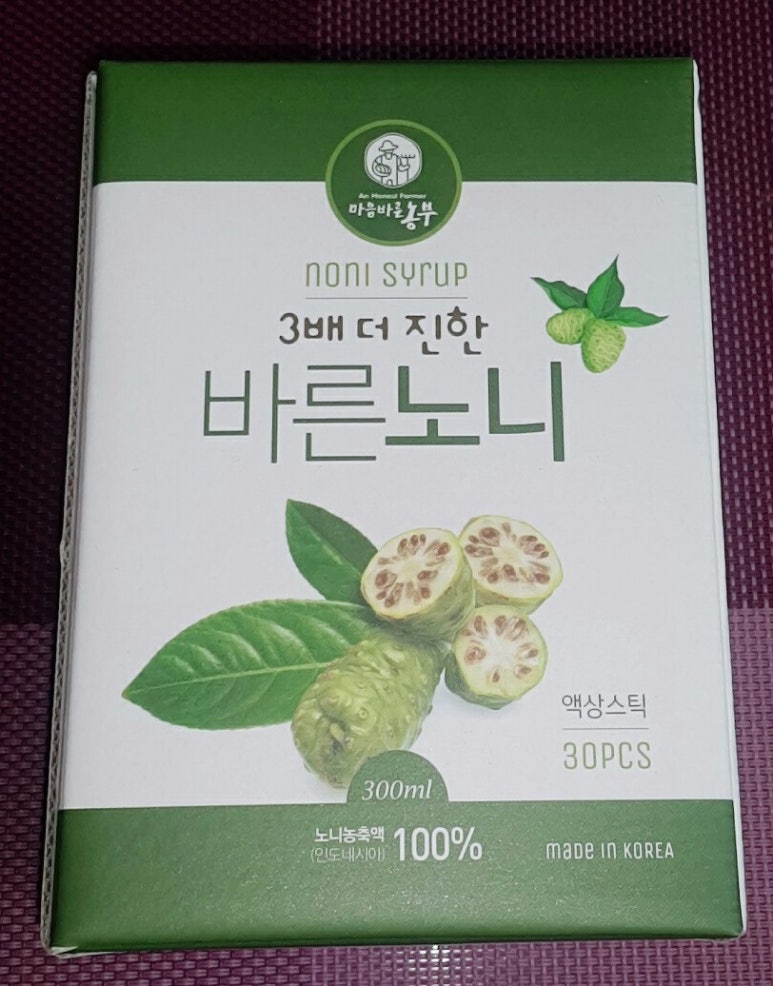 An Honest Farmer
마음바른농부
noni syrup
3배 더 진한
바른노니
액상스틱
30PCS
300ml
노니농축액
(인도네시아)
100%
made in KOREA